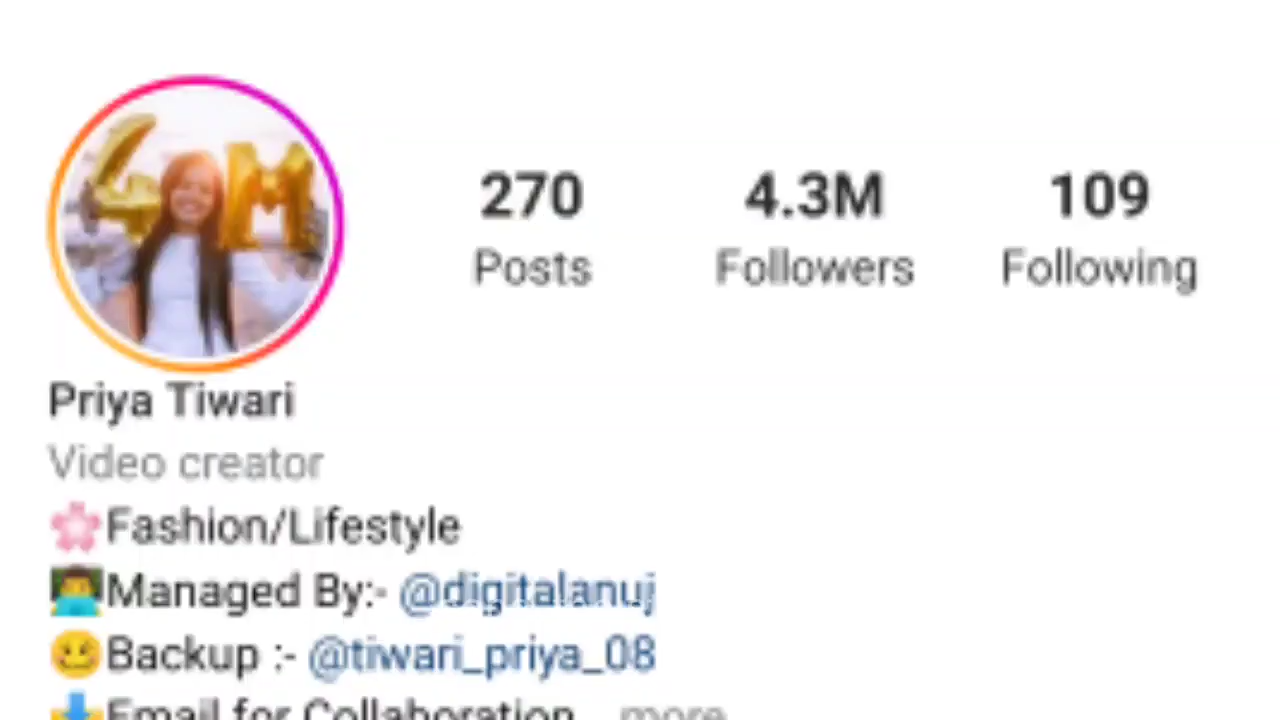 4M
270 4.3M 109
Posts Followers Following
Priya Tiwari
Video creator
🌸Fashion/Lifestyle
👨‍💻Managed By:- @digitalanuj
🙂Backup :- @tiwari_priya_08
📩Email for Collaboration... more